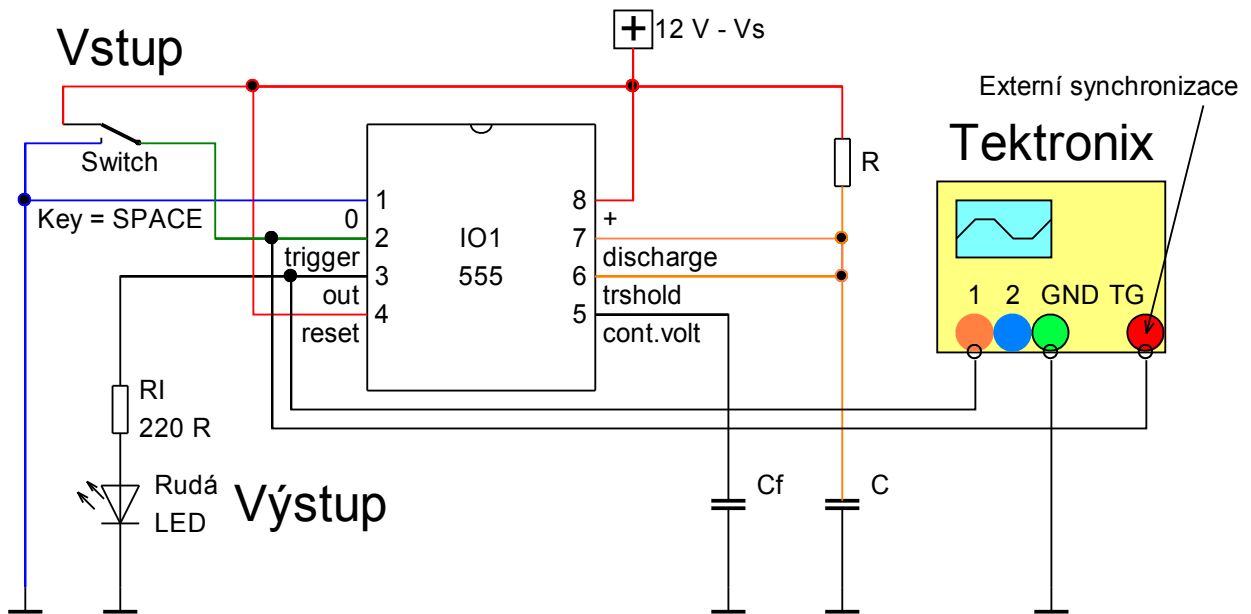 12 V - Vs
Vstup
Externí synchronizace
Tektronix
Switch
R
Key = SPACE
1
8
0
+
2
IO1
7
trigger
discharge
3
555
6
out
trshold
4
5
reset
cont.volt
1 2 GND TG
Rl
220 R
Rudá
LED
Výstup
Cf
C